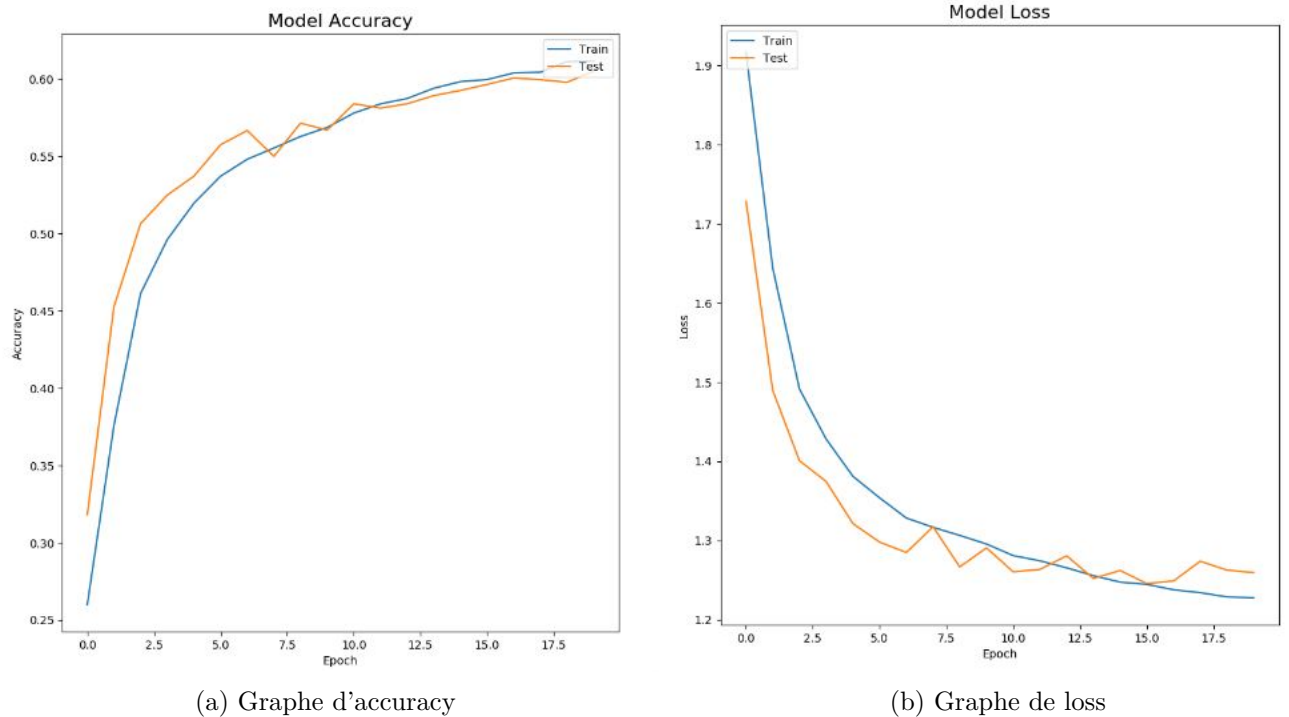 Model Accuracy
Train
Test
0.60
0.55
0.50
0.45
0.40
0.35
0.30
0.25
Accuracy
0.0
2.5
5.0
7.5
10.0
12.5
15.0
17.5
Epoch
(a) Graphe d'accuracy
Model Loss
Train
Test
1.9
1.8
1.7
1.6
1.5
1.4
1.3
1.2
Loss
0.0
2.5
5.0
7.5
10.0
12.5
15.0
17.5
Epoch
(b) Graphe de loss